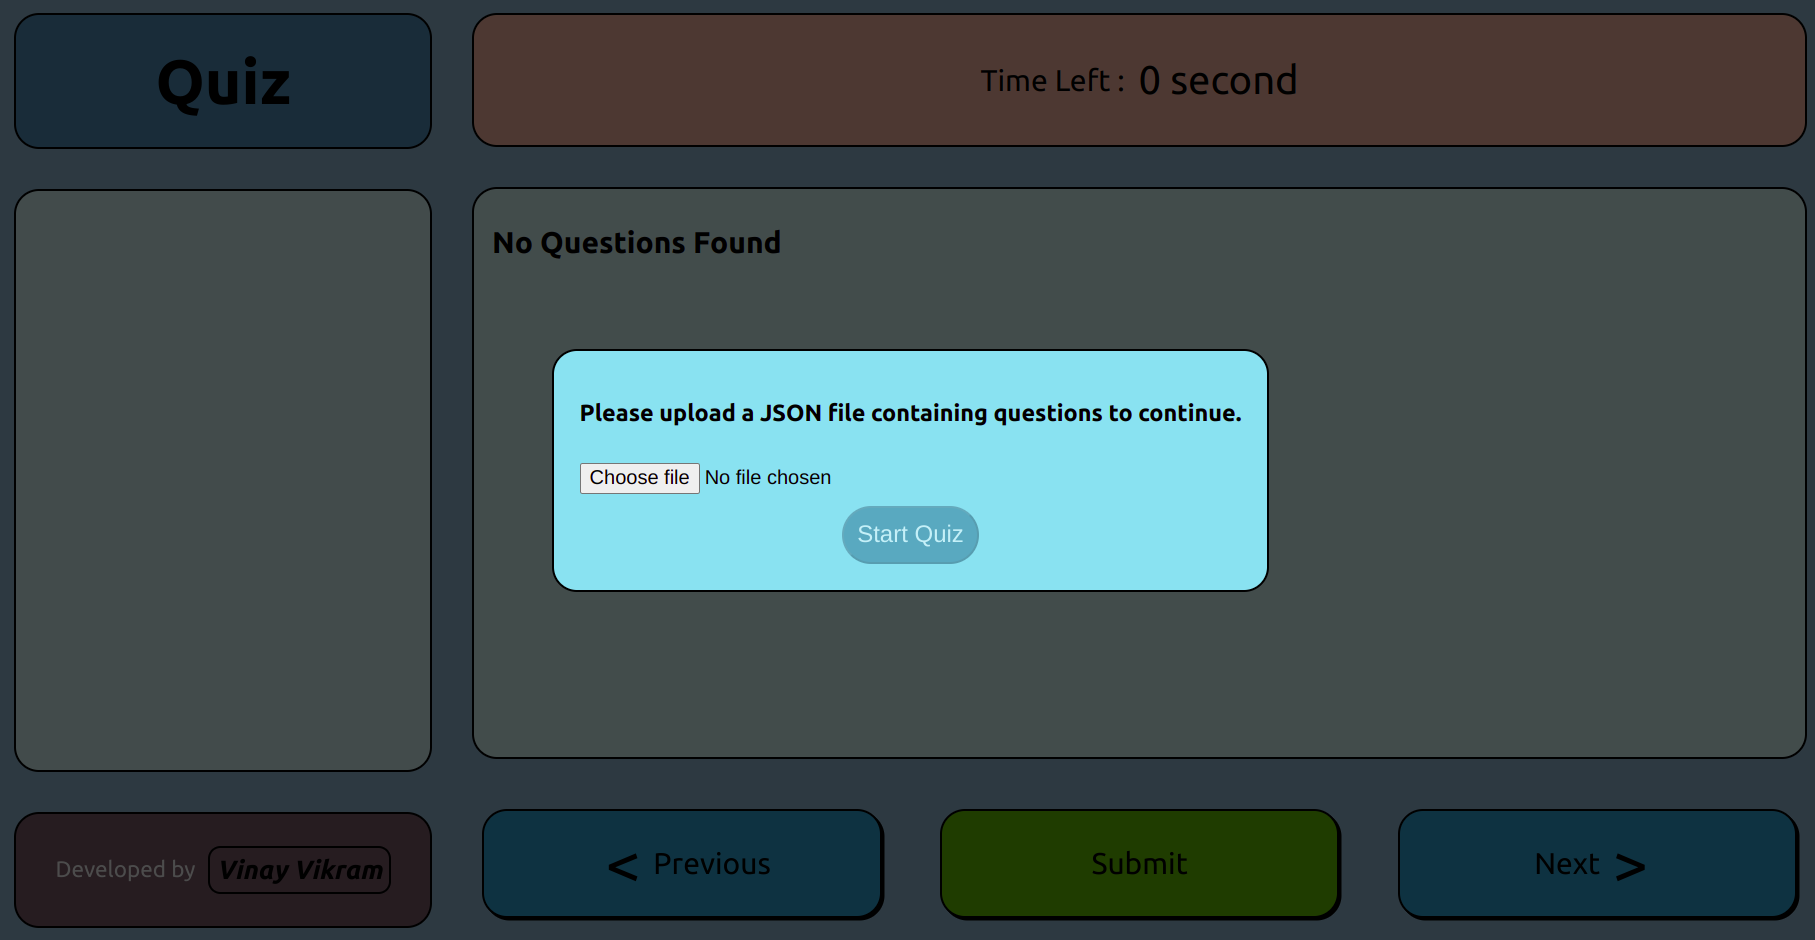 Quiz
Time Left : 0 second
No Questions Found
Please upload a JSON file containing questions to continue.
Choose file No file chosen
Start Quiz
Developed by Vinay Vikram
< Previous
Submit
Next >